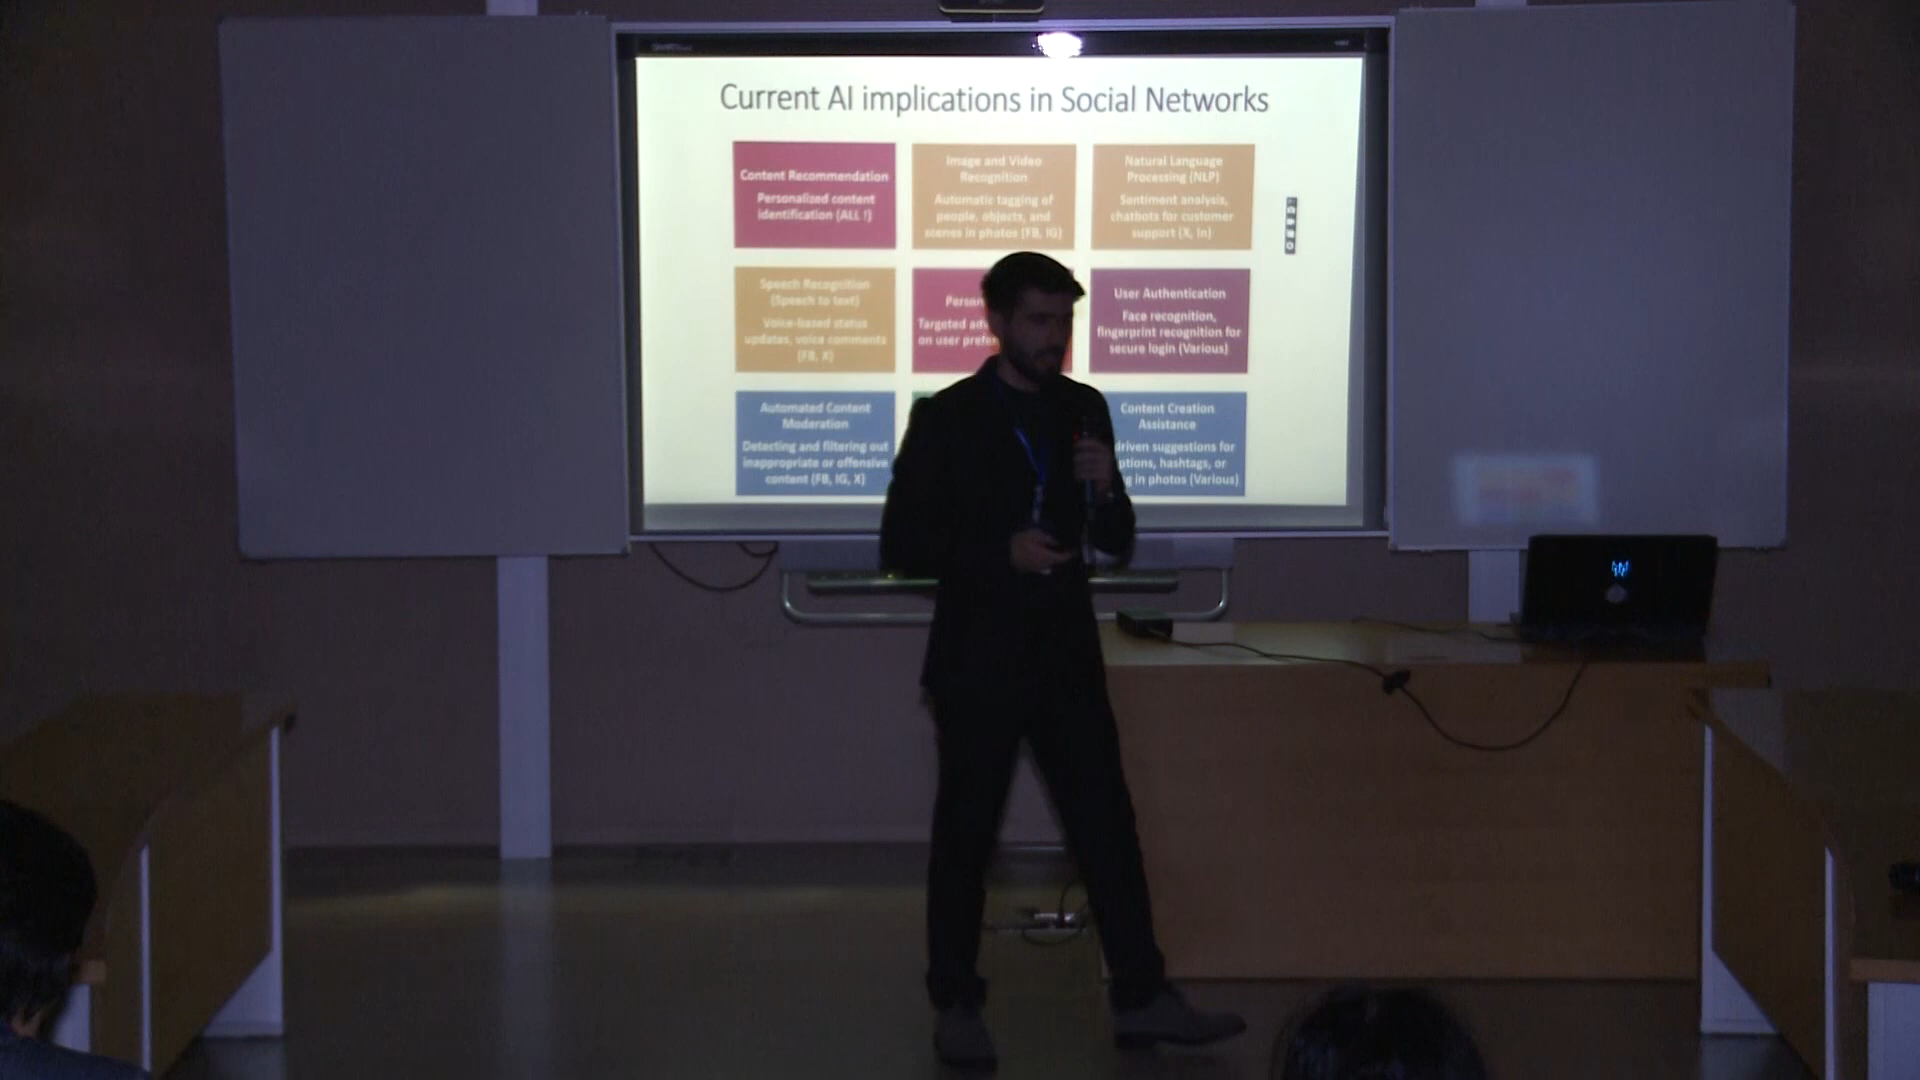 Current AI implications in Social Networks
Content Recommendation
Personalized content
identification (ALL !)
Image and Video
Recognition
Automatic tagging of
people, objects, and
scenes in photos (FB, IG)
Natural Language
Processing (NLP)
Sentiment analysis,
chatbots for customer
support (X, In)
Speech Recognition
(Speech to text)
Voice-based status
updates, voice comments
(FB, X)
Targeted
on user
User Authentication
Face recognition,
fingerprint recognition for
secure login (Various)
Automated Content
Moderation
Detecting and filtering out
inappropriate or offensive
content (FB, IG, X)
Content Creation
Assistance
driven suggestions for
hashtags, or
in photos (Various)